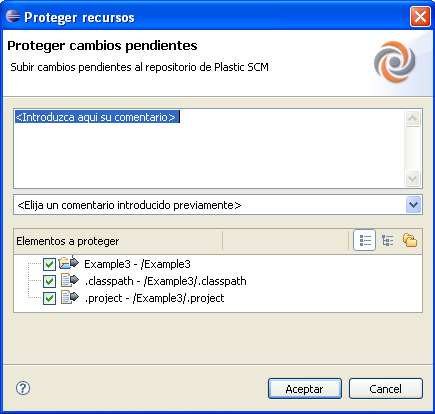 Proteger recursos
Proteger cambios pendientes
Subir cambios pendientes al repositorio de Plastic SCM
<Introduzca aqui su comentario>
<Elija un comentario introducido previamente>
Elementos a proteger
Example3 - /Example3
.classpath - /Example3/.classpath
.project - /Example3/.project
?
Aceptar
Cancel